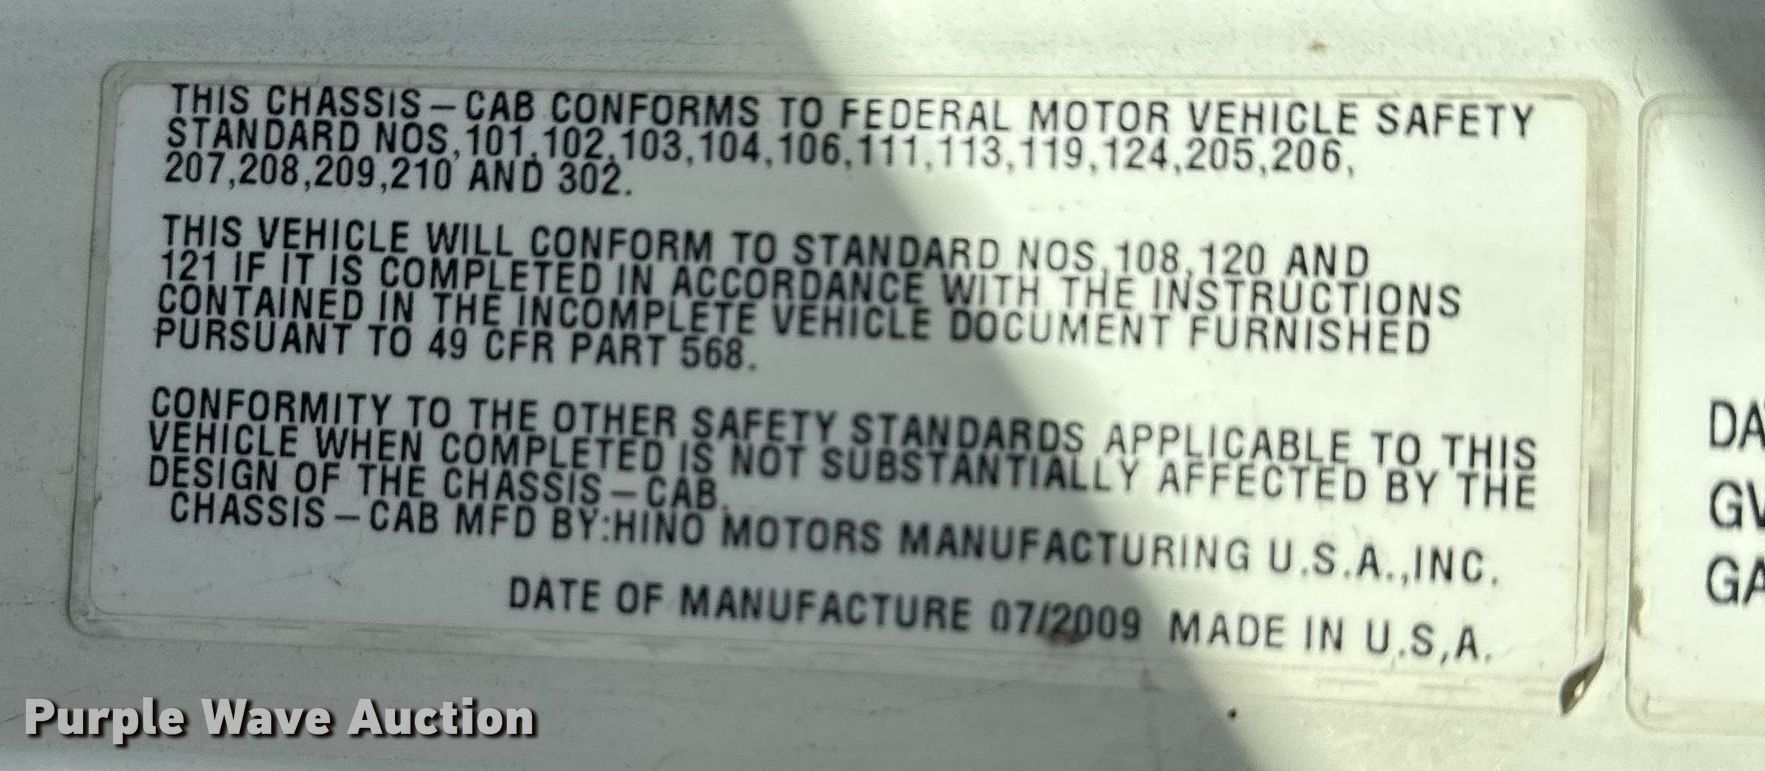 THIS CHASSIS-CAB CONFORMS TO FEDERAL MOTOR VEHICLE SAFETY
STANDARD NOS,101,102,103,104,106,111,113,119,124,205,206,
207,208,209,210 AND 302.
THIS VEHICLE WILL CONFORM TO STANDARD NOS,108,120 AND
121 IF IT IS COMPLETED IN ACCORDANCE WITH THE INSTRUCTIONS
CONTAINED IN THE INCOMPLETE VEHICLE DOCUMENT FURNISHED
PURSUANT TO 49 CFR PART 568.
CONFORMITY TO THE OTHER SAFETY STANDARDS APPLICABLE TO THIS
VEHICLE WHEN COMPLETED IS NOT SUBSTANTIALLY AFFECTED BY THE
DESIGN OF THE CHASSIS-CAB.
CHASSIS-CAB MFD BY:HINO MOTORS MANUFACTURING U.S.A.,INC.
DATE OF MANUFACTURE 07/2009 MADE IN U.S,A.
DA
GV
GA
Purple Wave Auction